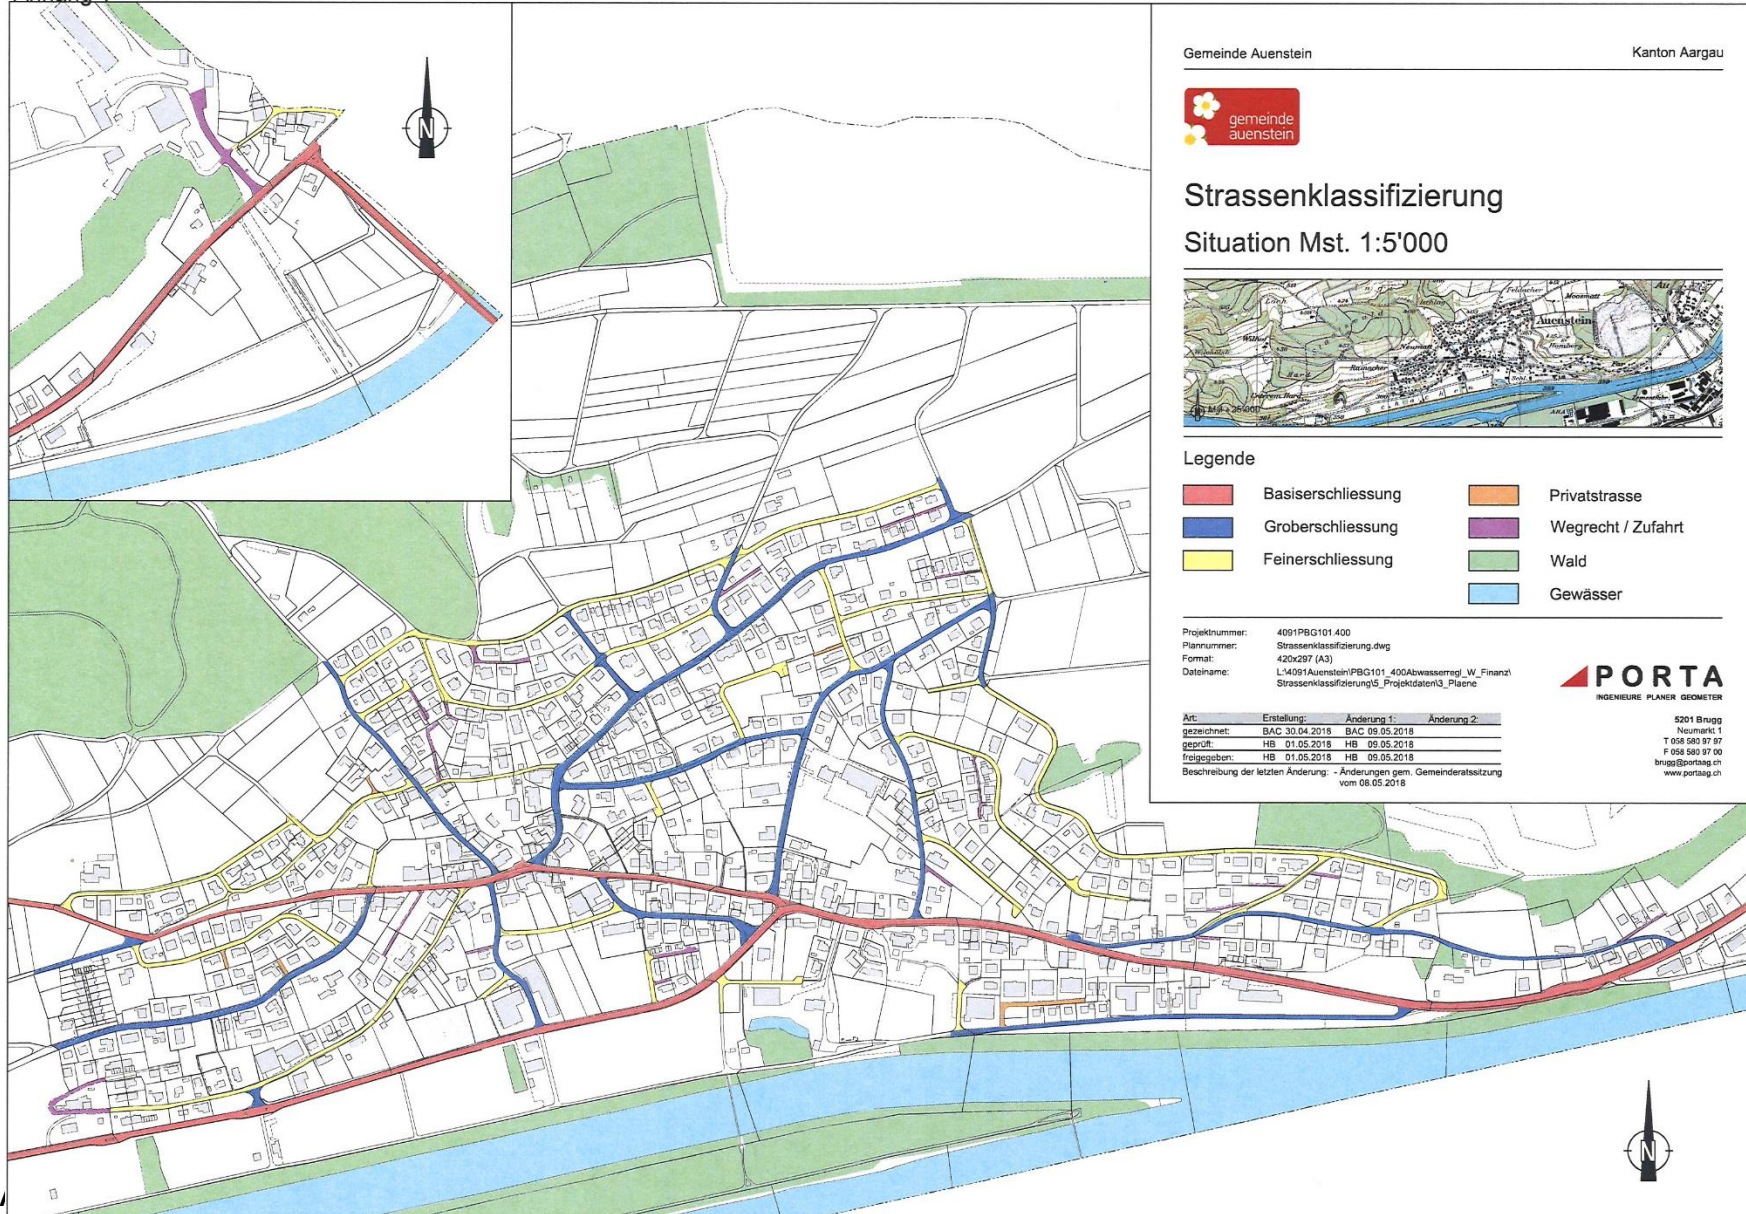 N
Gemeinde Auenstein
Kanton Aargau
gemeinde
auenstein
Strassenklassifizierung
Situation Mst. 1:5'000
Auenstein
Legende
Basiserschliessung
Groberschliessung
Feinerschliessung
Privatstrasse
Wegrecht / Zufahrt
Wald
Gewässer
Projektnummer: 4091PBG101.400
Plannummer: Strassenklassifizierung.dwg
Format: 420x297 (A3)
Dateiname: L:\4091Auenstein\PBG101_400Abwasserregl_W_Finanz\
Strassenklassifizierung\5_Projektdaten\3_Plaene
PORTA
INGENIEURE PLANER GEOMETER
Art: Erstellung: Änderung 1: Änderung 2:
gezeichnet: BAC 30.04.2018 BAC 09.05.2018
geprüft: HB 01.05.2018 HB 09.05.2018
freigegeben: HB 01.05.2018 HB 09.05.2018
Beschreibung der letzten Änderung: - Änderungen gem. Gemeinderatssitzung
vom 08.05.2018
5201 Brugg
Neumarkt 1
T 058 580 97 97
F 058 580 97 00
brugg@portaag.ch
www.portaag.ch
N